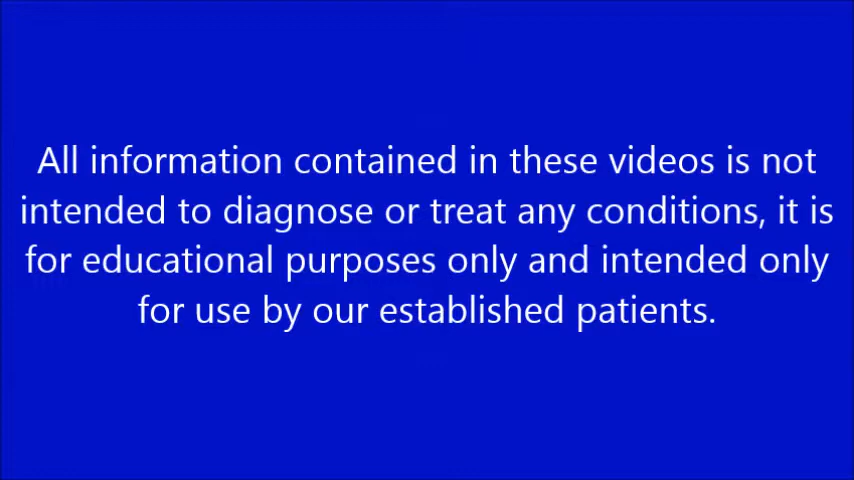 All information contained in these videos is not
intended to diagnose or treat any conditions, it is
for educational purposes only and intended only
for use by our established patients.